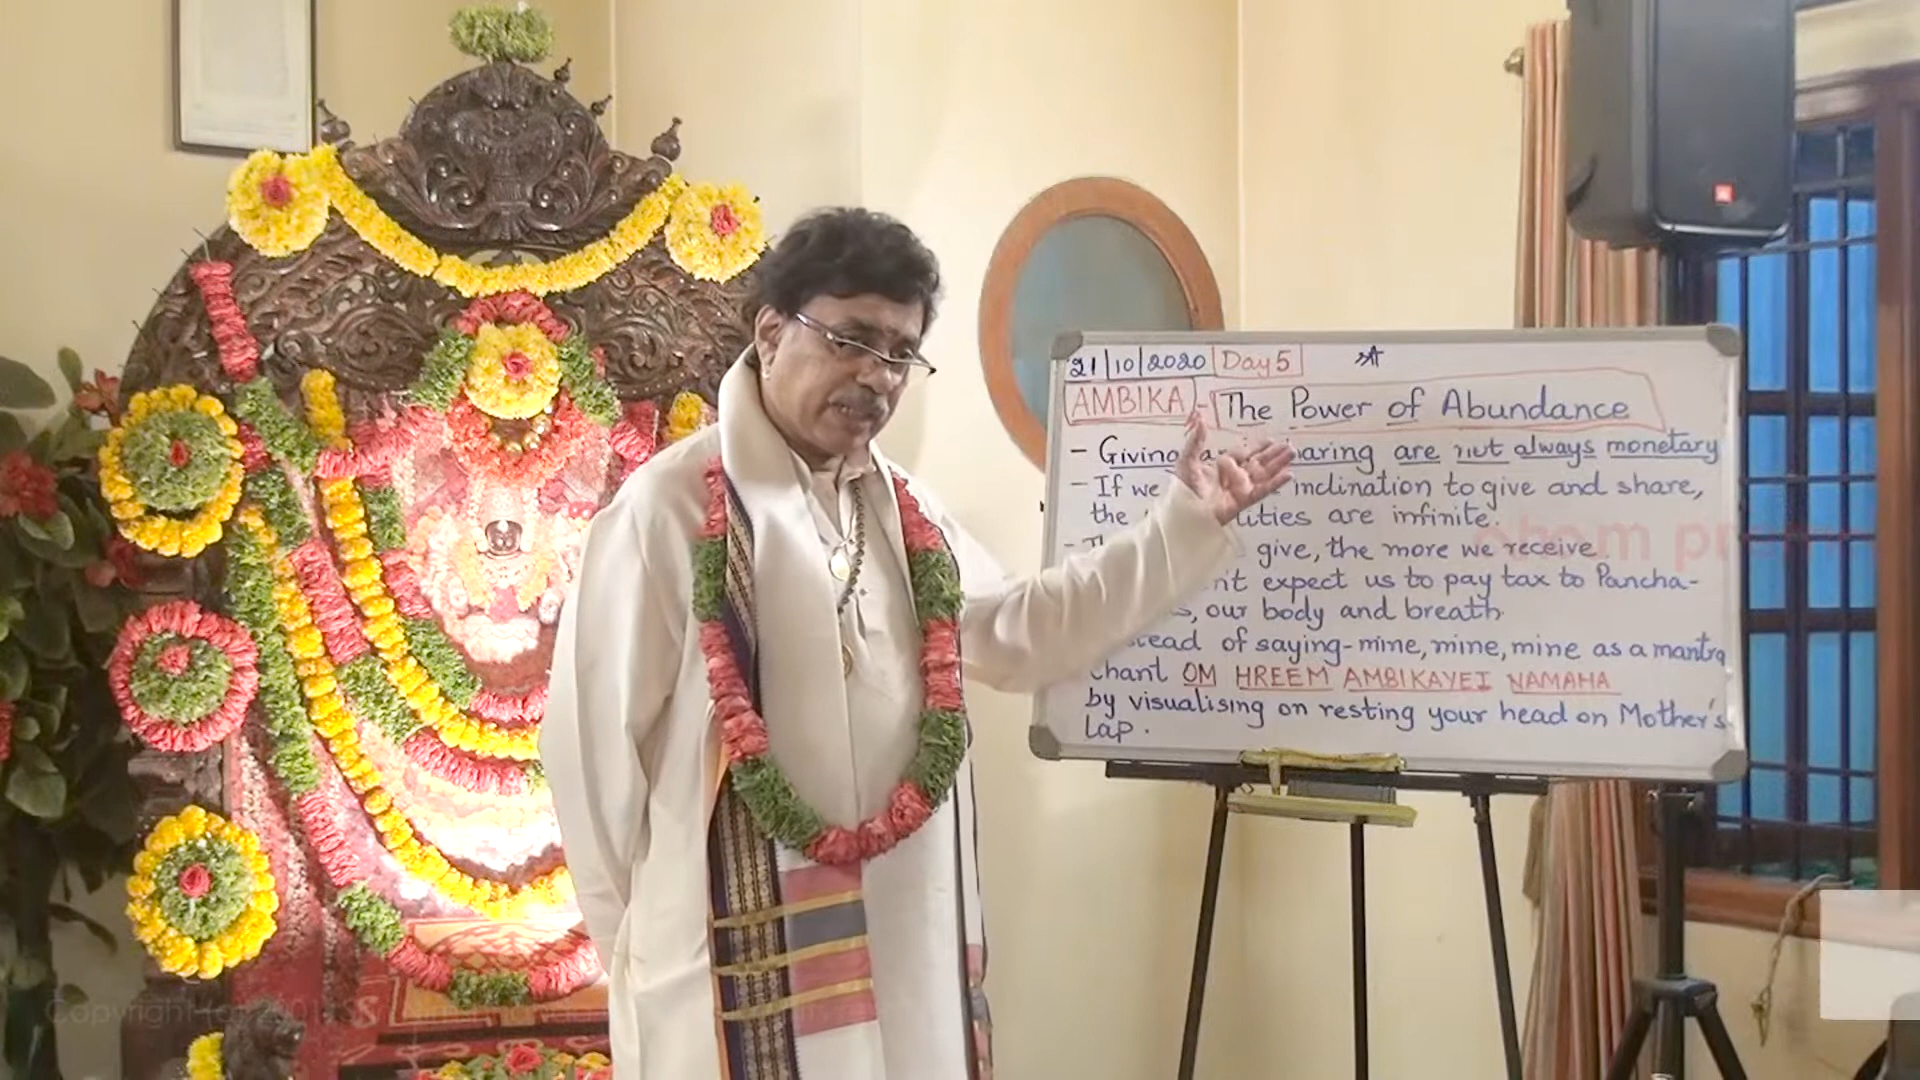 21/10/2020 Day 5 श्री
AMBIKA - The Power of Abundance
- Giving sharing are not always monetary
- If we inclination to give and share,
the are infinite.
- give, the more we receive.
expect us to pay tax to Pancha-
, our body and breath
of saying - mine, mine, mine as a mantra
chant OM HREEM AMBIKAYEI NAMAHA
by visualising on resting your head on Mother's
Lap.
Copyright